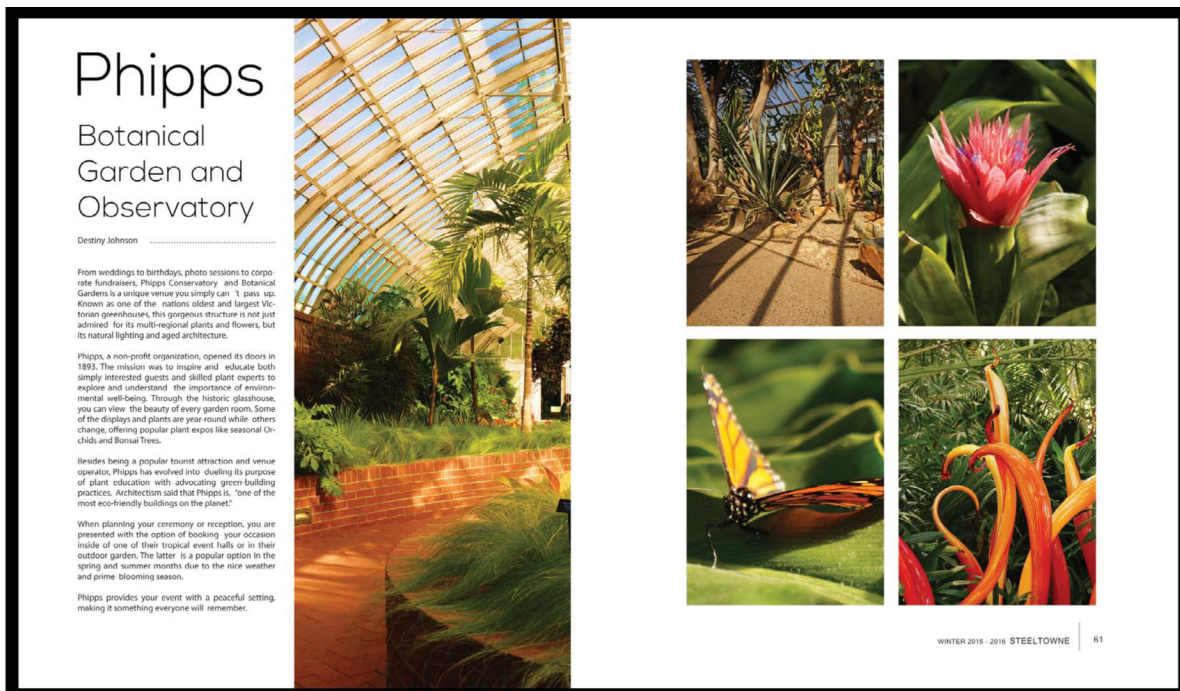 Phipps
Botanical
Garden and
Observatory
Destiny Johnson ................................................
From weddings to birthdays, photo sessions to corpo-
rate fundraisers, Phipps Conservatory and Botanical
Gardens is a unique venue you simply can 't pass up.
Known as one of the nations oldest and largest Vic-
torian greenhouses, this gorgeous structure is not just
admired for its multi-regional plants and flowers, but
its natural lighting and aged architecture.
Phipps, a non-profit organization, opened its doors in
1893. The mission was to inspire and educate both
simply interested guests and skilled plant experts to
explore and understand the importance of environ-
mental well-being. Through the historic glasshouse,
you can view the beauty of every garden room. Some
of the displays and plants are year-round while others
change, offering popular plant expos like seasonal Or-
chids and Bonsai Trees.
Besides being a popular tourist attraction and venue
operator, Phipps has evolved into dueling its purpose
of plant education with advocating green-building
practices. Architectism said that Phipps is, "one of the
most eco-friendly buildings on the planet."
When planning your ceremony or reception, you are
presented with the option of booking your occasion
inside of one of their tropical event halls or in their
outdoor garden. The latter is a popular option in the
spring and summer months due to the nice weather
and prime blooming season.
Phipps provides your event with a peaceful setting,
making it something everyone will remember.
WINTER 2015 - 2016 STEELTOWNE 61